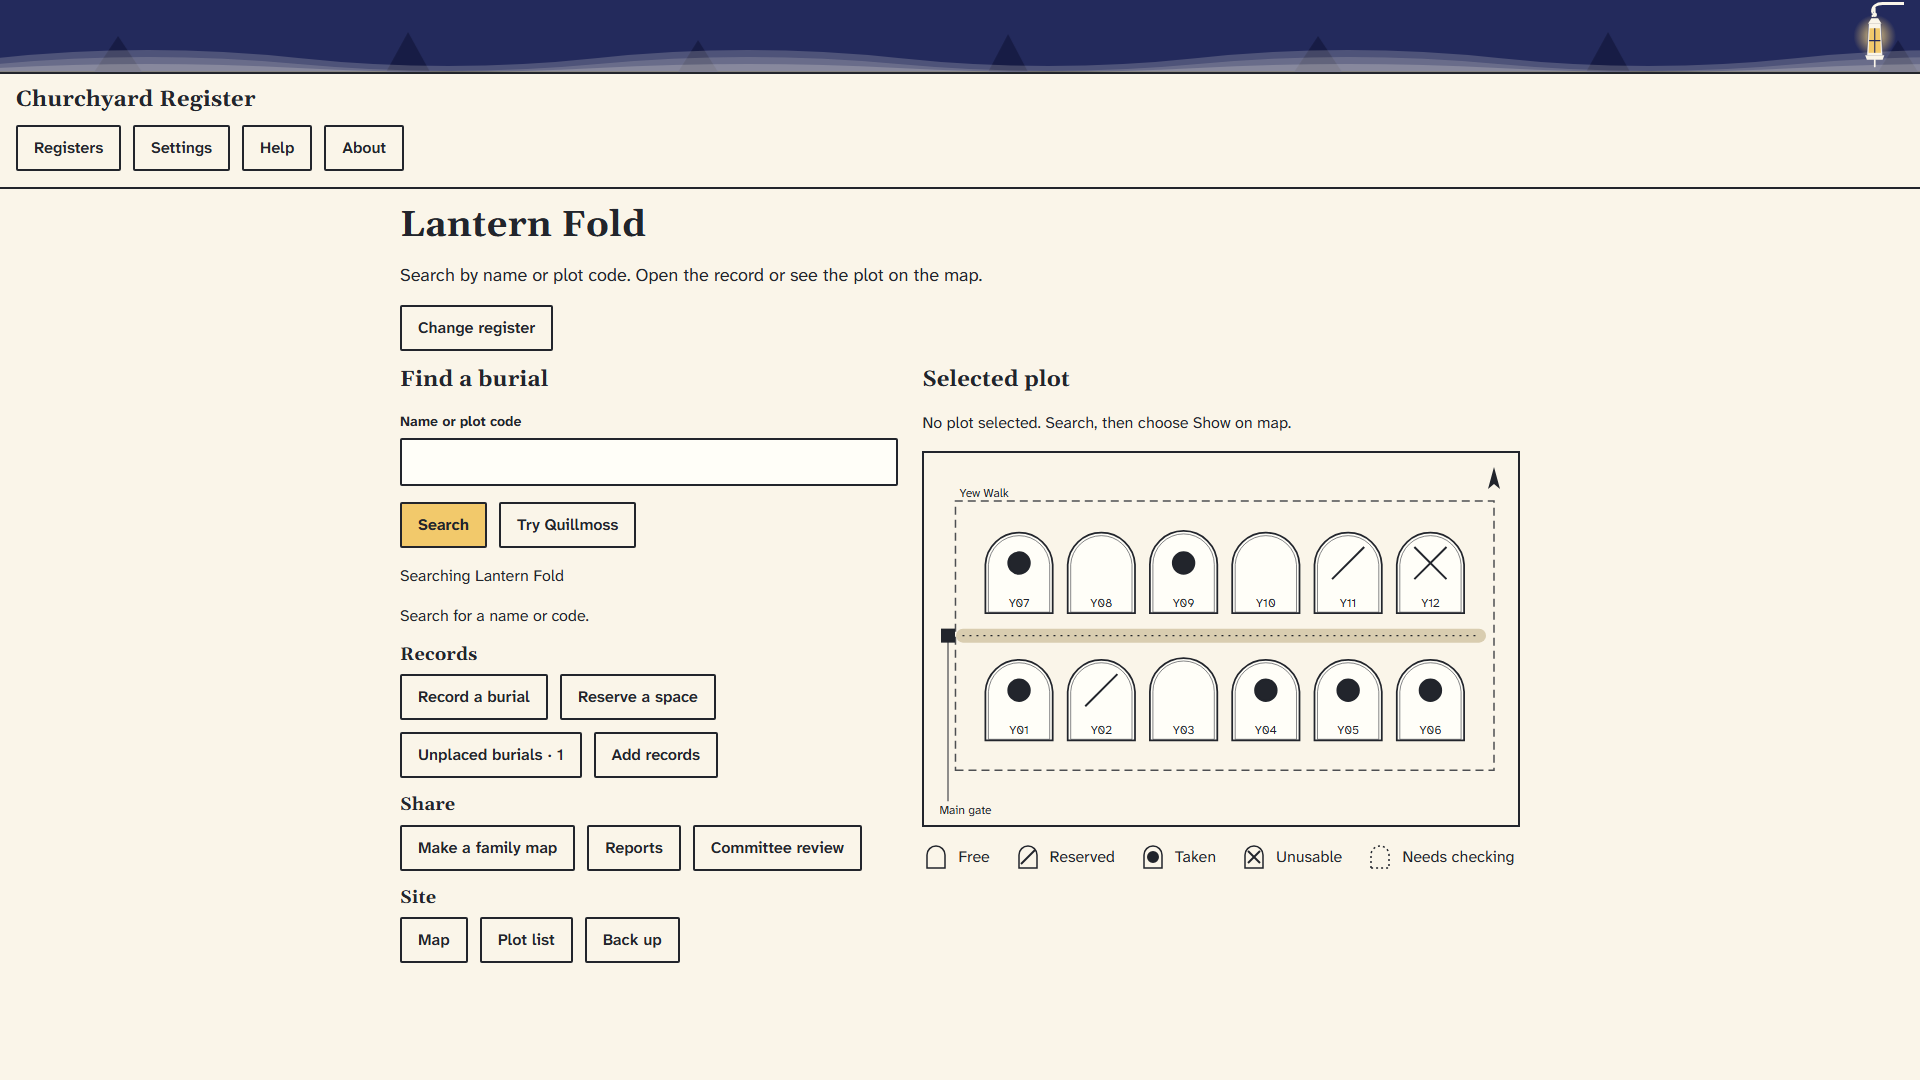 Churchyard Register
Registers Settings Help About
Lantern Fold
Search by name or plot code. Open the record or see the plot on the map.
Change register
Find a burial
Name or plot code
Search Try Quillmoss
Searching Lantern Fold
Search for a name or code.
Records
Record a burial Reserve a space
Unplaced burials · 1 Add records
Share
Make a family map Reports Committee review
Site
Map Plot list Back up
Selected plot
No plot selected. Search, then choose Show on map.
Yew Walk
Y07 Y08 Y09 Y10 Y11 Y12
Y01 Y02 Y03 Y04 Y05 Y06
Main gate
Free Reserved Taken Unusable Needs checking